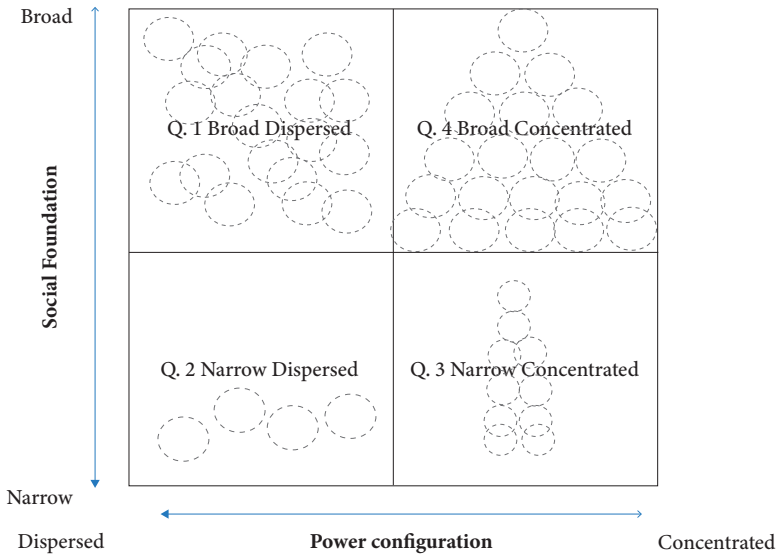 Broad
Q. 1 Broad Dispersed
Q. 4 Broad Concentrated
Social Foundation
Q. 2 Narrow Dispersed
Q. 3 Narrow Concentrated
Narrow
Dispersed
Power configuration
Concentrated